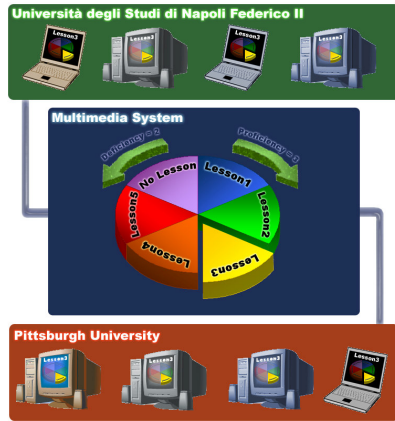 Università degli Studi di Napoli Federico II
Lesson3
Lesson3
Lesson3
Lesson3
Multimedia System
Deficiency = 2
Proficiency = 3
No Lesson
Lesson1
Lesson5
Lesson2
Lesson4
Lesson3
Pittsburgh University
Lesson3
Lesson3
Lesson3
Lesson3